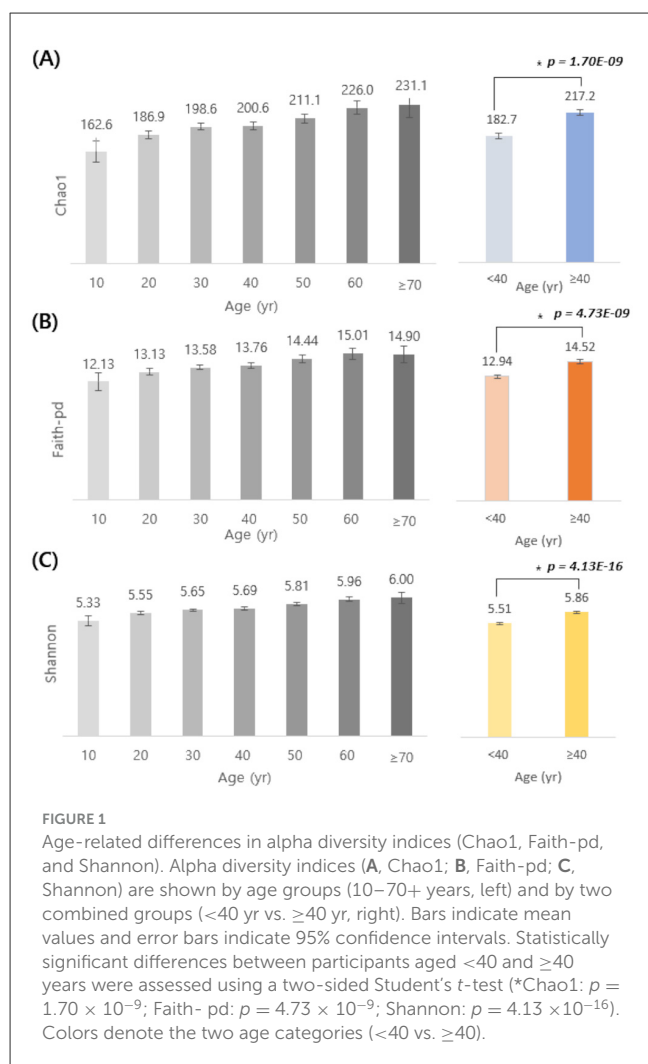 (A)
* p = 1.70E-09
162.6 186.9 198.6 200.6 211.1 226.0 231.1
182.7 217.2
Chao1
10 20 30 40 50 60 ≥70
Age (yr)
<40 ≥40
Age (yr)
(B)
* p = 4.73E-09
12.13 13.13 13.58 13.76 14.44 15.01 14.90
12.94 14.52
Faith-pd
10 20 30 40 50 60 ≥70
Age (yr)
<40 ≥40
Age (yr)
(C)
* p = 4.13E-16
5.33 5.55 5.65 5.69 5.81 5.96 6.00
5.51 5.86
Shannon
10 20 30 40 50 60 ≥70
Age (yr)
<40 ≥40
Age (yr)
FIGURE 1
Age-related differences in alpha diversity indices (Chao1, Faith-pd,
and Shannon). Alpha diversity indices (A, Chao1; B, Faith-pd; C,
Shannon) are shown by age groups (10–70+ years, left) and by two
combined groups (<40 yr vs. ≥40 yr, right). Bars indicate mean
values and error bars indicate 95% confidence intervals. Statistically
significant differences between participants aged <40 and ≥40
years were assessed using a two-sided Student's t-test (*Chao1: p =
1.70 × 10⁻⁹; Faith- pd: p = 4.73 × 10⁻⁹; Shannon: p = 4.13 ×10⁻¹⁶).
Colors denote the two age categories (<40 vs. ≥40).